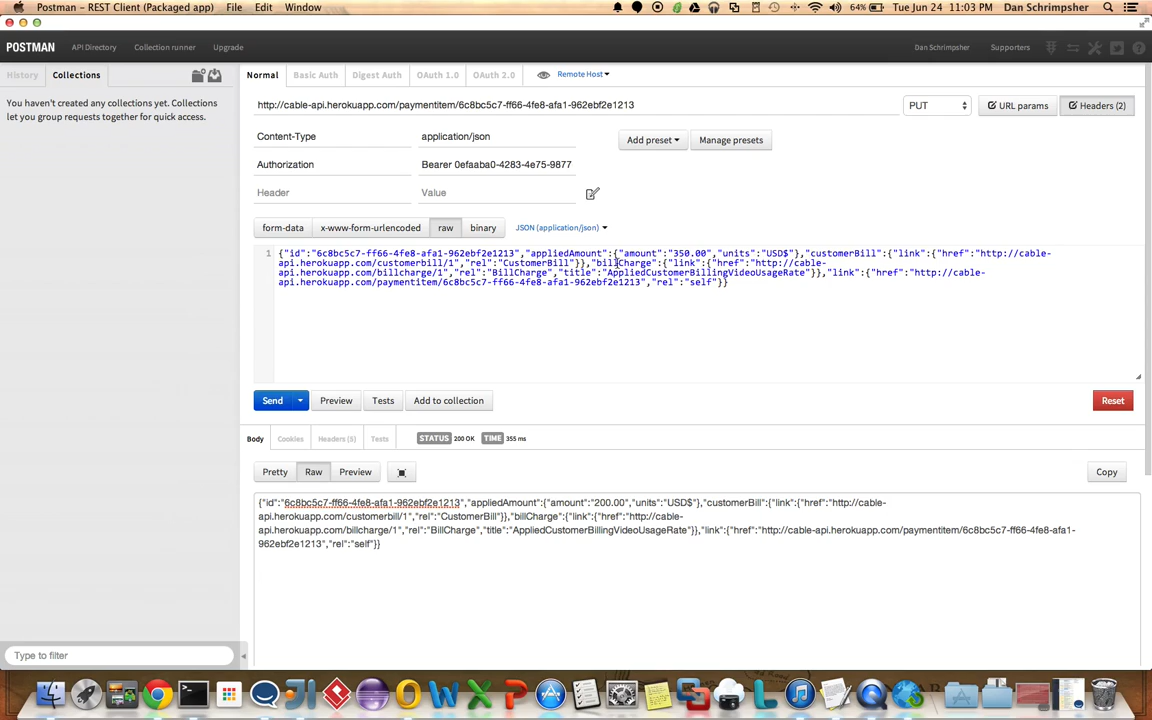 Postman - REST Client (Packaged app) File Edit Window 64% Tue Jun 24 11:03 PM Dan Schrimpsher
POSTMAN API Directory Collection runner Upgrade Dan Schrimpsher Supporters
History Collections
You haven't created any collections yet. Collections
let you group requests together for quick access.
Normal Basic Auth Digest Auth OAuth 1.0 OAuth 2.0 Remote Host
http://cable-api.herokuapp.com/paymentitem/6c8bc5c7-ff66-4fe8-afa1-962ebf2e1213 PUT URL params Headers (2)
Content-Type application/json Add preset Manage presets
Authorization Bearer 0efaaba0-4283-4e75-9877
Header Value
form-data x-www-form-urlencoded raw binary JSON (application/json)
1 {"id":"6c8bc5c7-ff66-4fe8-afa1-962ebf2e1213","appliedAmount":{"amount":"350.00","units":"USD$"},"customerBill":{"link":{"href":"http://cable-
api.herokuapp.com/customerbill/1","rel":"CustomerBill"}},"billCharge":{"link":{"href":"http://cable-
api.herokuapp.com/billcharge/1","rel":"BillCharge","title":"AppliedCustomerBillingVideoUsageRate"}},"link":{"href":"http://cable-
api.herokuapp.com/paymentitem/6c8bc5c7-ff66-4fe8-afa1-962ebf2e1213","rel":"self"}}
Send Preview Tests Add to collection Reset
Body Cookies Headers (5) Tests STATUS 200 OK TIME 355 ms
Pretty Raw Preview Copy
{"id":"6c8bc5c7-ff66-4fe8-afa1-962ebf2e1213","appliedAmount":{"amount":"200.00","units":"USD$"},"customerBill":{"link":{"href":"http://cable-
api.herokuapp.com/customerbill/1","rel":"CustomerBill"}},"billCharge":{"link":{"href":"http://cable-
api.herokuapp.com/billcharge/1","rel":"BillCharge","title":"AppliedCustomerBillingVideoUsageRate"}},"link":{"href":"http://cable-api.herokuapp.com/paymentitem/6c8bc5c7-ff66-4fe8-afa1-
962ebf2e1213","rel":"self"}}
Type to filter